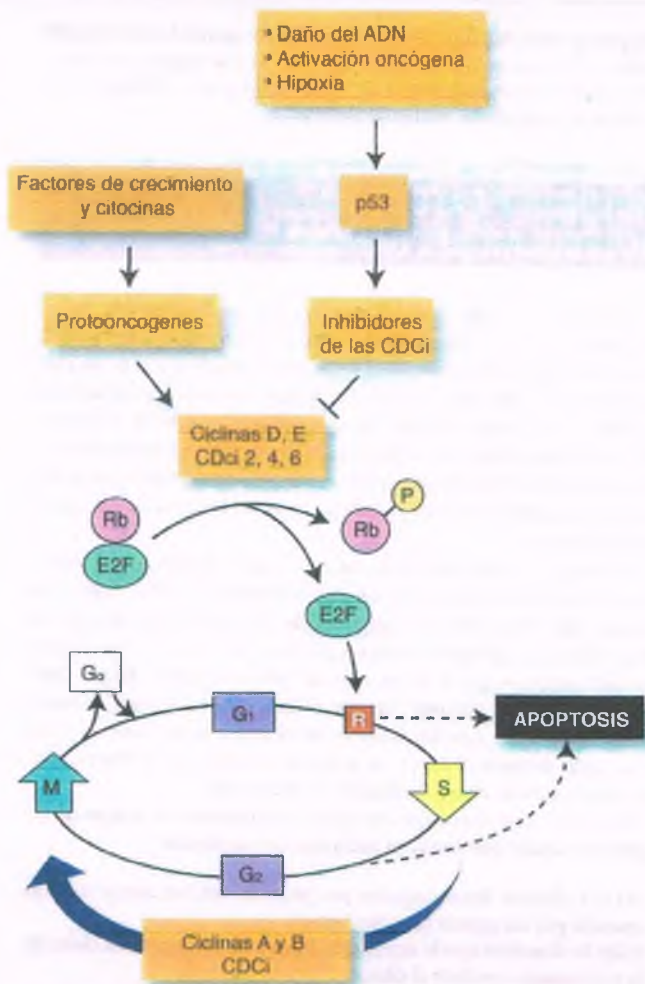 • Daño del ADN
• Activación oncógena
• Hipoxia
Factores de crecimiento
y citocinas
p53
Protooncogenes
Inhibidores
de las CDCi
Ciclinas D, E
CDci 2, 4, 6
Rb
E2F
Rb
P
E2F
Go
G1
R
APOPTOSIS
M
S
G2
Ciclinas A y B
CDCi